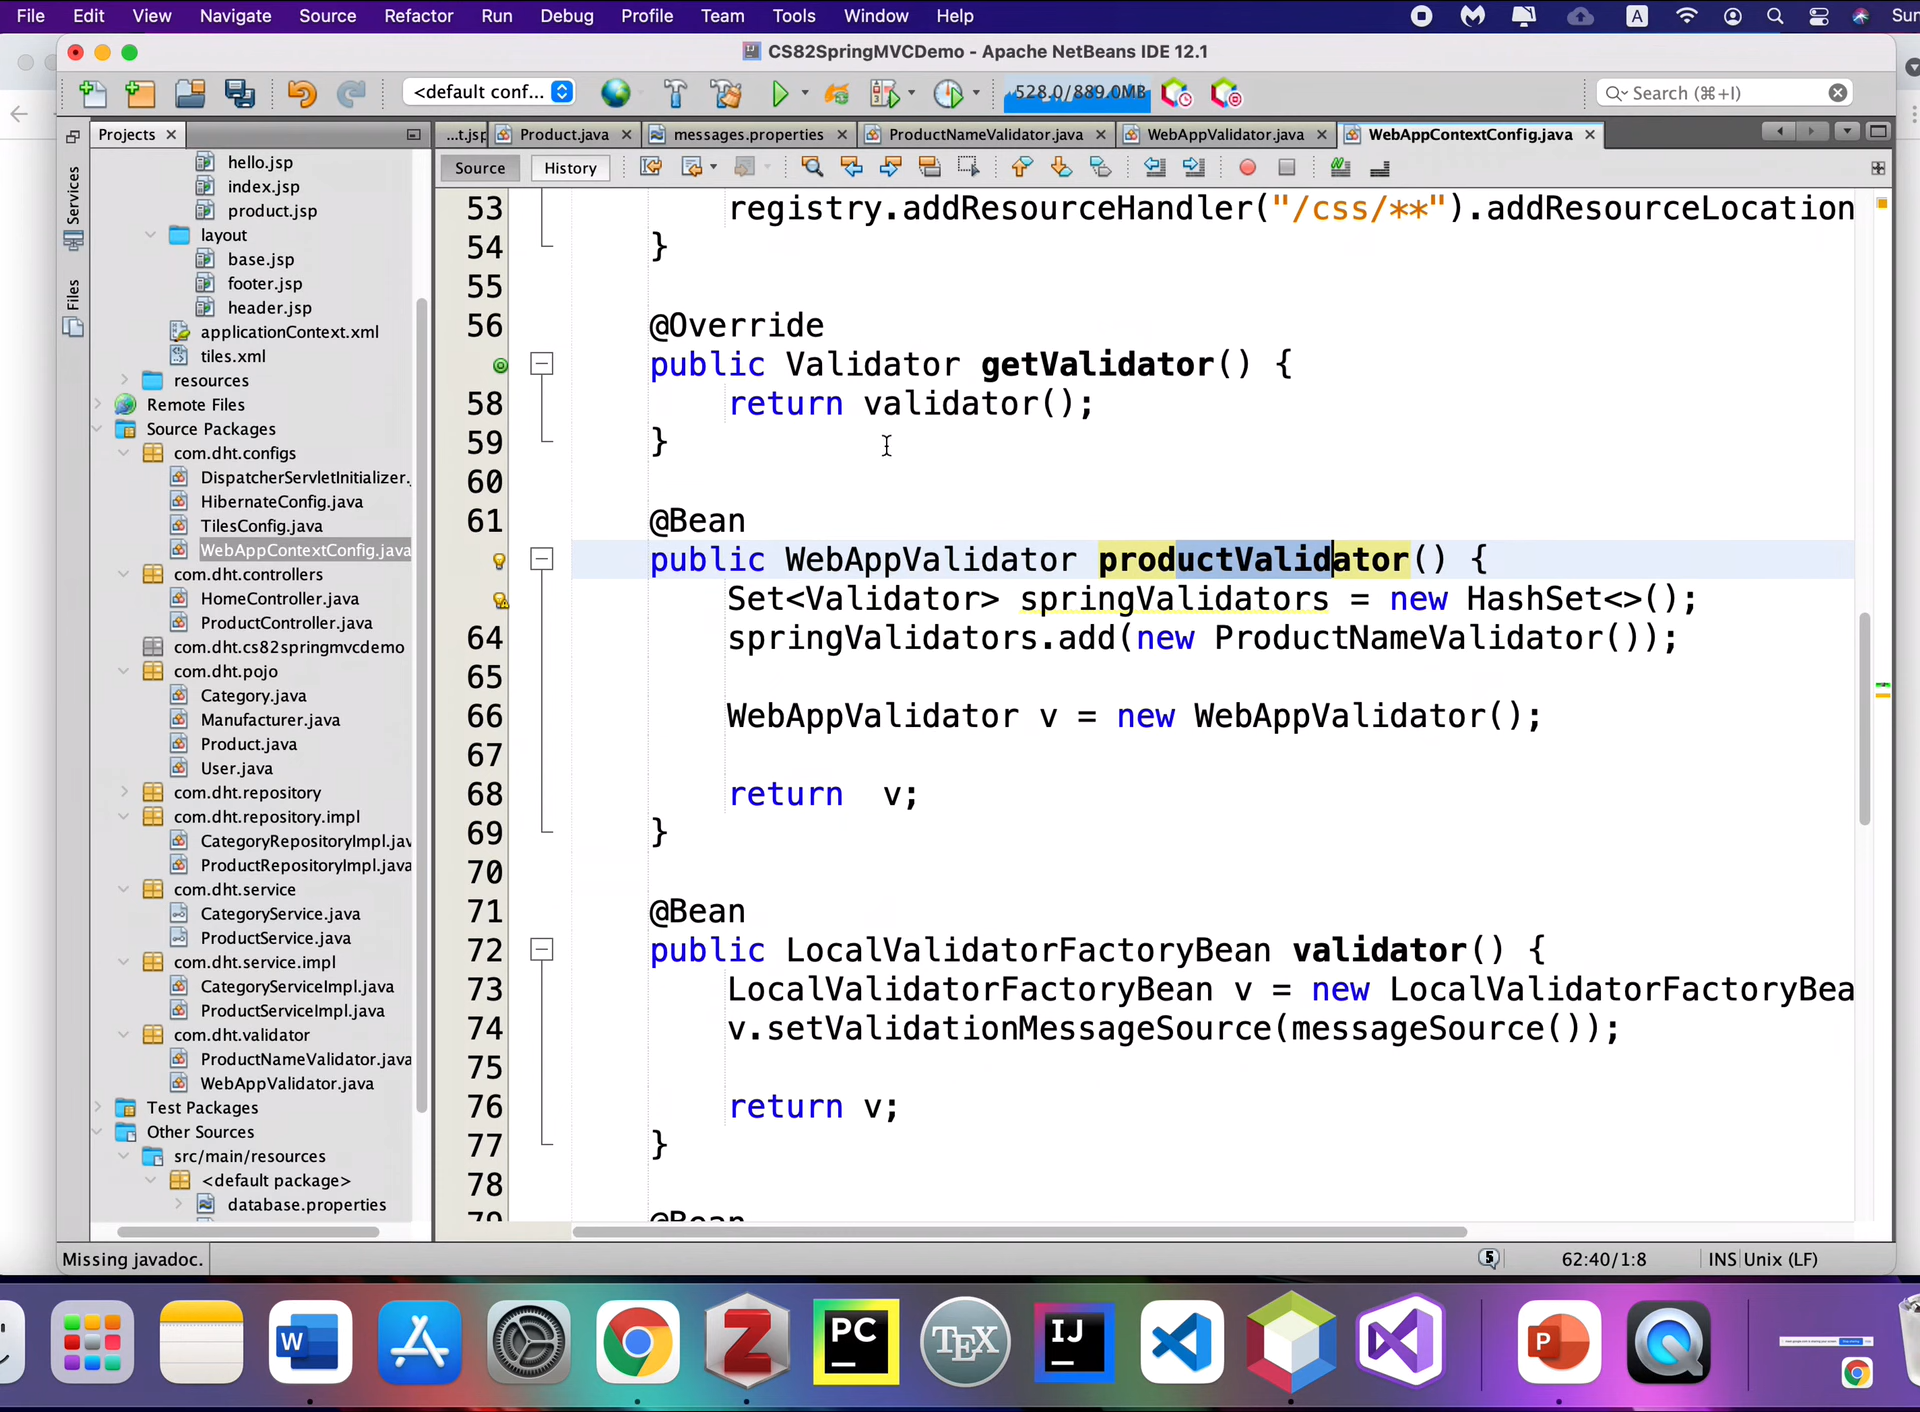 File Edit View Navigate Source Refactor Run Debug Profile Team Tools Window Help A Sun
CS82SpringMVCDemo - Apache NetBeans IDE 12.1
<default conf... 528.0/889.0MB Search (⌘+I)
Projects ...t.jsp Product.java messages.properties ProductNameValidator.java WebAppValidator.java WebAppContextConfig.java
Source History
Services
Files
hello.jsp
index.jsp
product.jsp
layout
base.jsp
footer.jsp
header.jsp
applicationContext.xml
tiles.xml
resources
Remote Files
Source Packages
com.dht.configs
DispatcherServletInitializer.
HibernateConfig.java
TilesConfig.java
WebAppContextConfig.java
com.dht.controllers
HomeController.java
ProductController.java
com.dht.cs82springmvcdemo
com.dht.pojo
Category.java
Manufacturer.java
Product.java
User.java
com.dht.repository
com.dht.repository.impl
CategoryRepositoryImpl.jav
ProductRepositoryImpl.java
com.dht.service
CategoryService.java
ProductService.java
com.dht.service.impl
CategoryServiceImpl.java
ProductServiceImpl.java
com.dht.validator
ProductNameValidator.java
WebAppValidator.java
Test Packages
Other Sources
src/main/resources
<default package>
database.properties
53 registry.addResourceHandler("/css/**").addResourceLocation
54 }
55
56 @Override
public Validator getValidator() {
58 return validator();
59 }
60
61 @Bean
public WebAppValidator productValidator() {
Set<Validator> springValidators = new HashSet<>();
64 springValidators.add(new ProductNameValidator());
65
66 WebAppValidator v = new WebAppValidator();
67
68 return  v;
69 }
70
71 @Bean
72 public LocalValidatorFactoryBean validator() {
73 LocalValidatorFactoryBean v = new LocalValidatorFactoryBea
74 v.setValidationMessageSource(messageSource());
75
76 return v;
77 }
78
79 @Bean
Missing javadoc. 5 62:40/1:8 INS Unix (LF)
W Z PC TEX IJ P